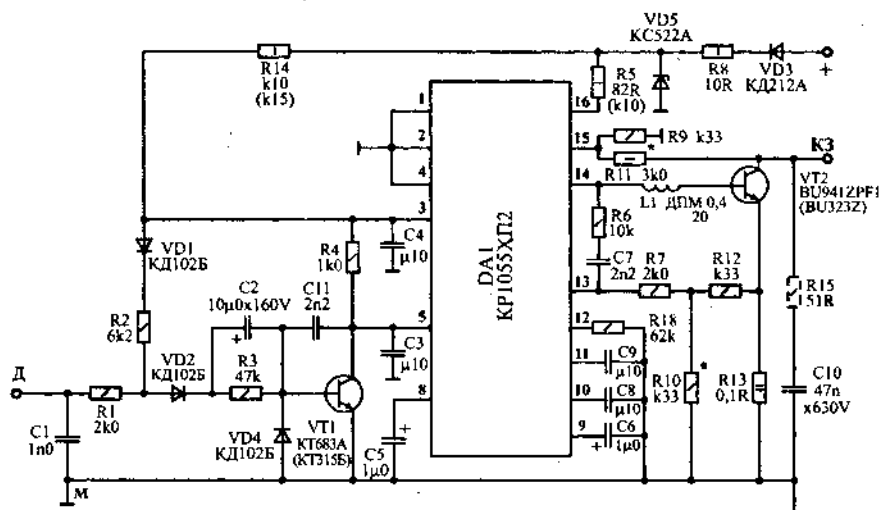 VD5
КС522А
R14
k10
(k15)
R5
82R
(k10)
R8
10R
VD3
КД212А
+
1
2
4
3
5
8
16
15
14
13
12
11
10
9
DA1
КР1055ХП2
R9 k33
*
R11 3k0
КЗ
VT2
BU941ZPF1
(BU323Z)
L1 ДПМ 0,4
20
R6
10k
C7
2n2
R7
2k0
R12
k33
R15
51R
VD1
КД102Б
R4
1k0
C4
μ10
C2
10μ0x160V
C11
2n2
R2
6k2
VD2
КД102Б
R3
47k
C3
μ10
R18
62k
C9
μ10
C8
μ10
C6
1μ0
+
R10
k33
*
R13
0,1R
C10
47n
x630V
Д
R1
2k0
C1
1n0
VD4
КД102Б
VT1
КТ683А
(КТ315Б)
+
C5
1μ0
+
М